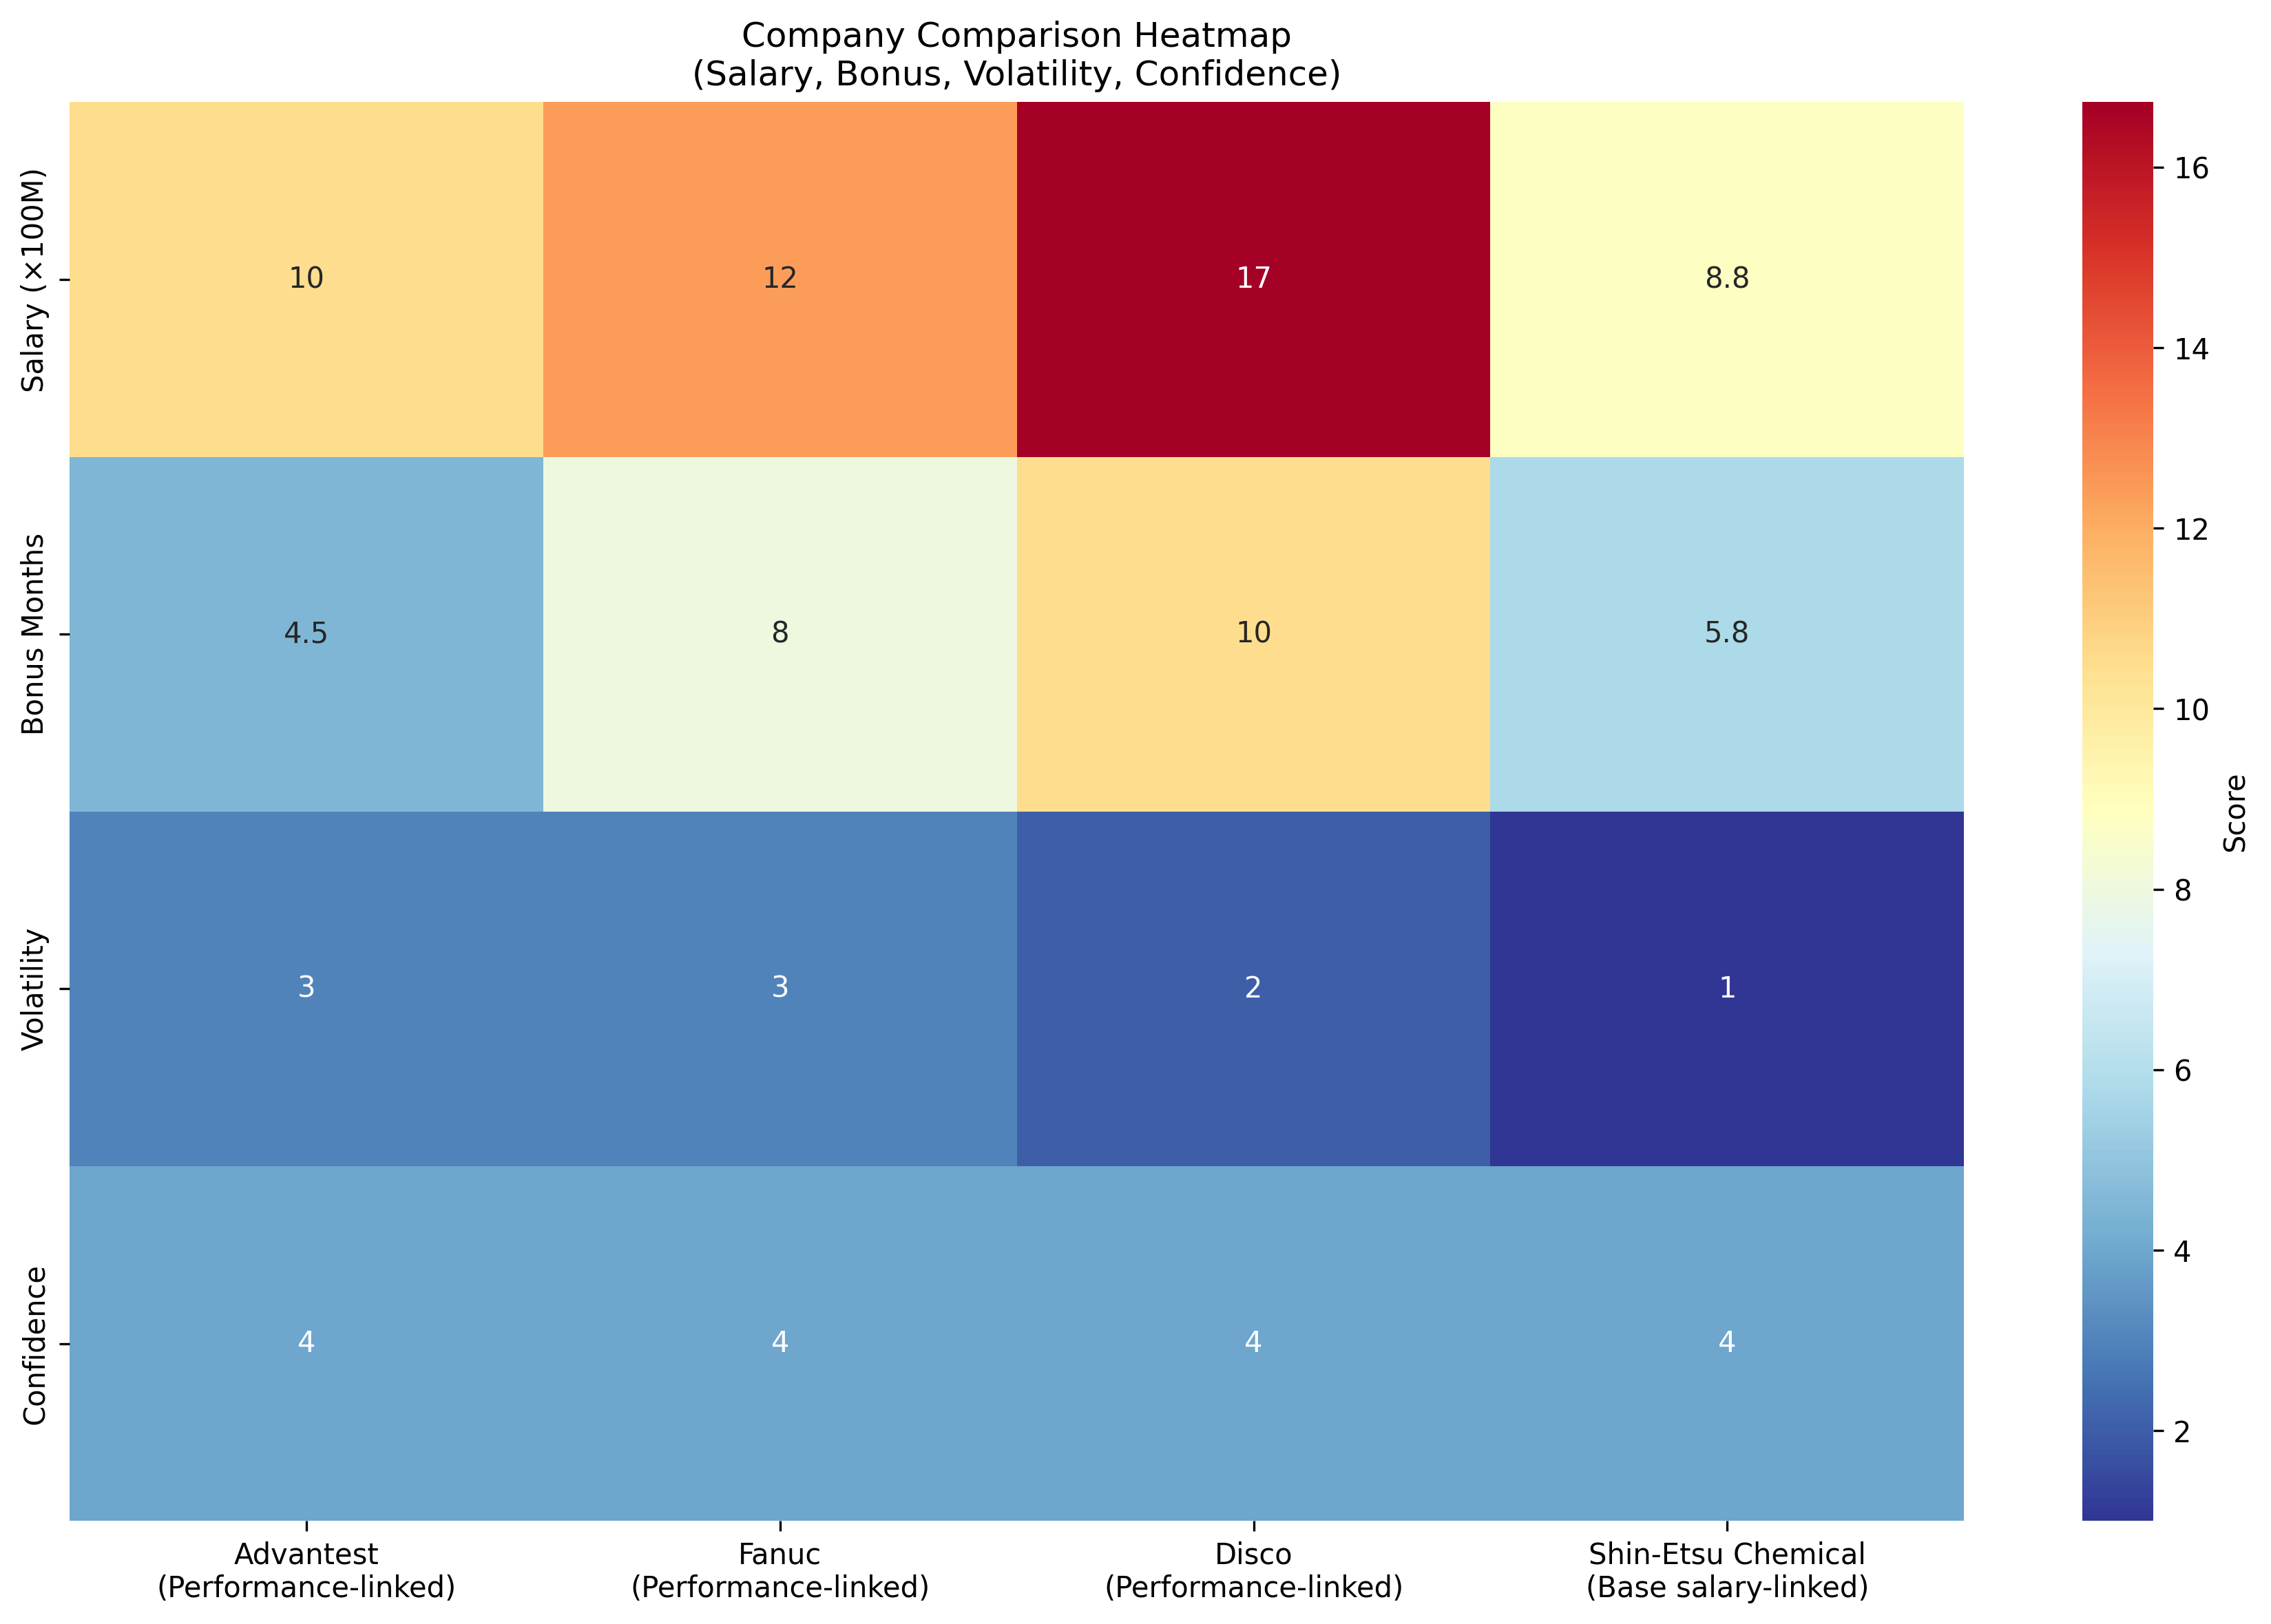 Company Comparison Heatmap
(Salary, Bonus, Volatility, Confidence)
Salary (×100M)
10
12
17
8.8
Bonus Months
4.5
8
10
5.8
Volatility
3
3
2
1
Confidence
4
4
4
4
Advantest
(Performance-linked)
Fanuc
(Performance-linked)
Disco
(Performance-linked)
Shin-Etsu Chemical
(Base salary-linked)
16
14
12
10
8
6
4
2
Score